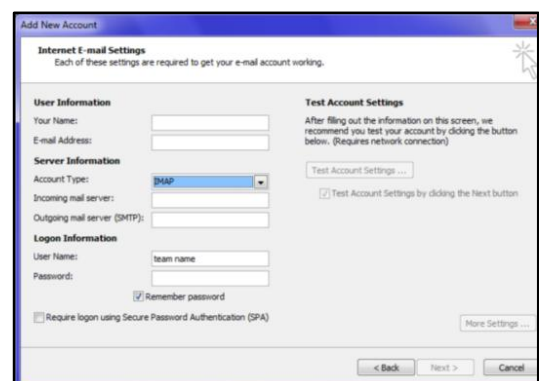 Add New Account
Internet E-mail Settings
Each of these settings are required to get your e-mail account working.
User Information
Your Name:
E-mail Address:
Server Information
Account Type: IMAP
Incoming mail server:
Outgoing mail server (SMTP):
Logon Information
User Name: team name
Password:
Remember password
Require logon using Secure Password Authentication (SPA)
Test Account Settings
After filling out the information on this screen, we
recommend you test your account by clicking the button
below. (Requires network connection)
Test Account Settings ...
Test Account Settings by clicking the Next button
More Settings ...
< Back
Next >
Cancel